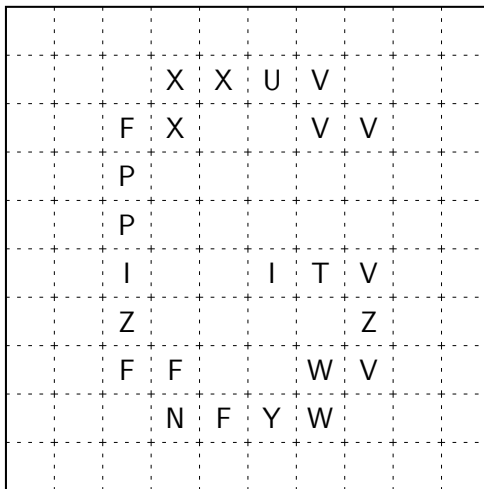 X X U V
F X V V
P
P
I I T V
Z Z
F F W V
N F Y W